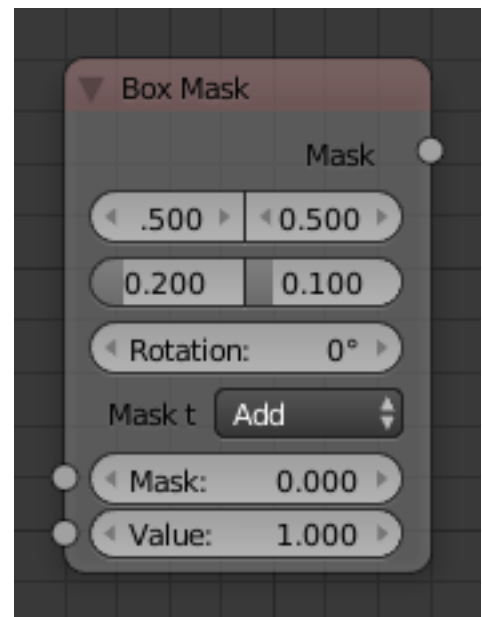 Box Mask
Mask
.500 0.500
0.200 0.100
Rotation: 0°
Mask t Add
Mask: 0.000
Value: 1.000